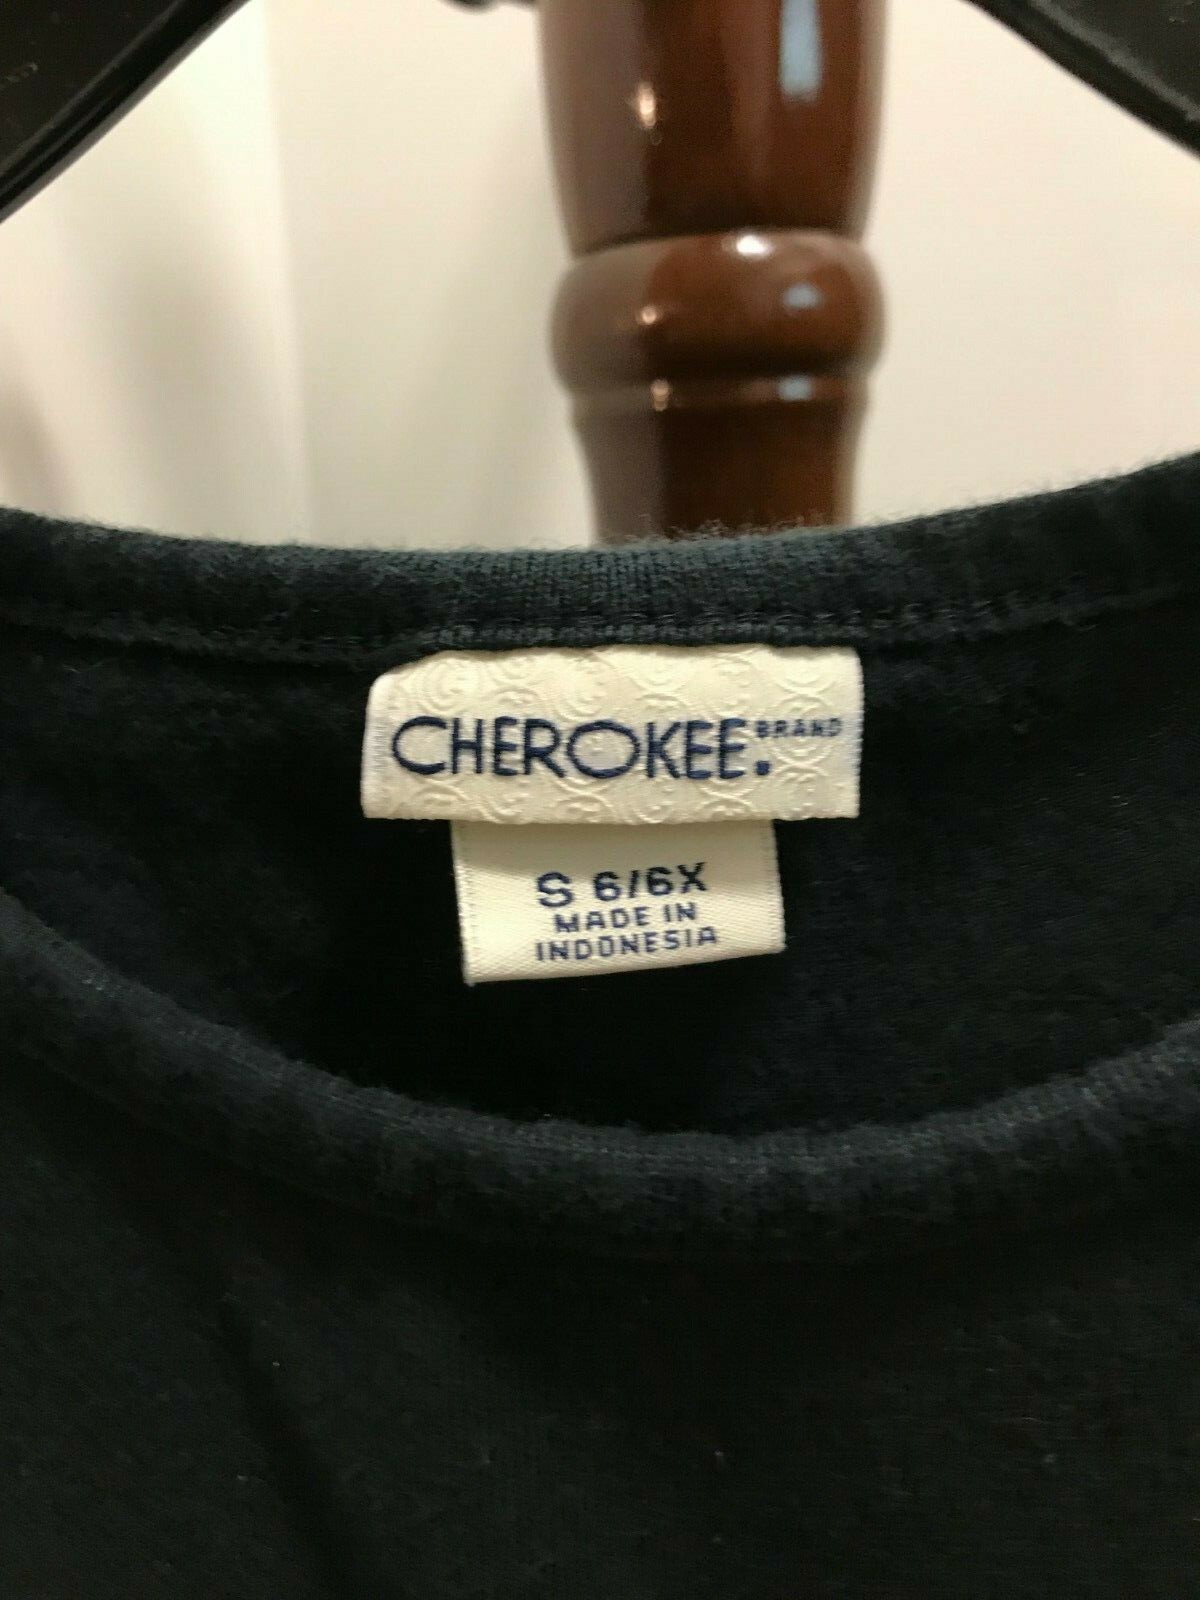 CHEROKEE. BRAND
S 6/6X
MADE IN
INDONESIA